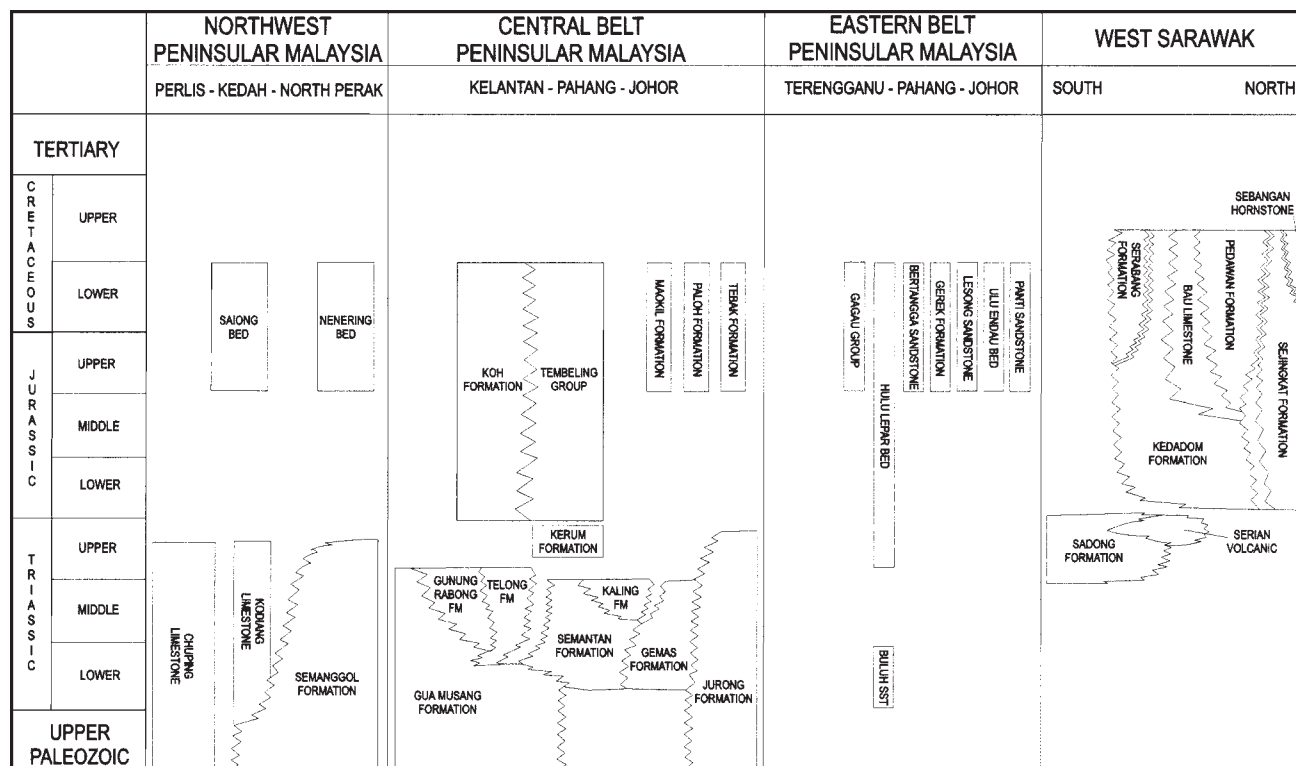 NORTHWEST
PENINSULAR MALAYSIA
CENTRAL BELT
PENINSULAR MALAYSIA
EASTERN BELT
PENINSULAR MALAYSIA
WEST SARAWAK
PERLIS - KEDAH - NORTH PERAK
KELANTAN - PAHANG - JOHOR
TERENGGANU - PAHANG - JOHOR
SOUTH
NORTH
TERTIARY
CRETACEOUS
UPPER
LOWER
JURASSIC
UPPER
MIDDLE
LOWER
TRIASSIC
UPPER
MIDDLE
LOWER
UPPER
PALEOZOIC
SAIONG
BED
NENERING
BED
CHUPING
LIMESTONE
KODIANG
LIMESTONE
SEMANGGOL
FORMATION
KOH
FORMATION
TEMBELING
GROUP
MAOKIL FORMATION
PALOH FORMATION
TEBAK FORMATION
KERUM
FORMATION
GUNUNG
RABONG
FM
TELONG
FM
KALING
FM
SEMANTAN
FORMATION
GEMAS
FORMATION
GUA MUSANG
FORMATION
JURONG
FORMATION
GAGAU GROUP
HULU LEPAR BED
BERTANGGA SANDSTONE
GEREK FORMATION
LESONG SANDSTONE
ULU ENDAU BED
PANTI SANDSTONE
BULUH SST
SEBANGAN
HORNSTONE
SERABANG
FORMATION
BAU LIMESTONE
PEDAWAN FORMATION
SEJINGKAT FORMATION
KEDADOM
FORMATION
SADONG
FORMATION
SERIAN
VOLCANIC